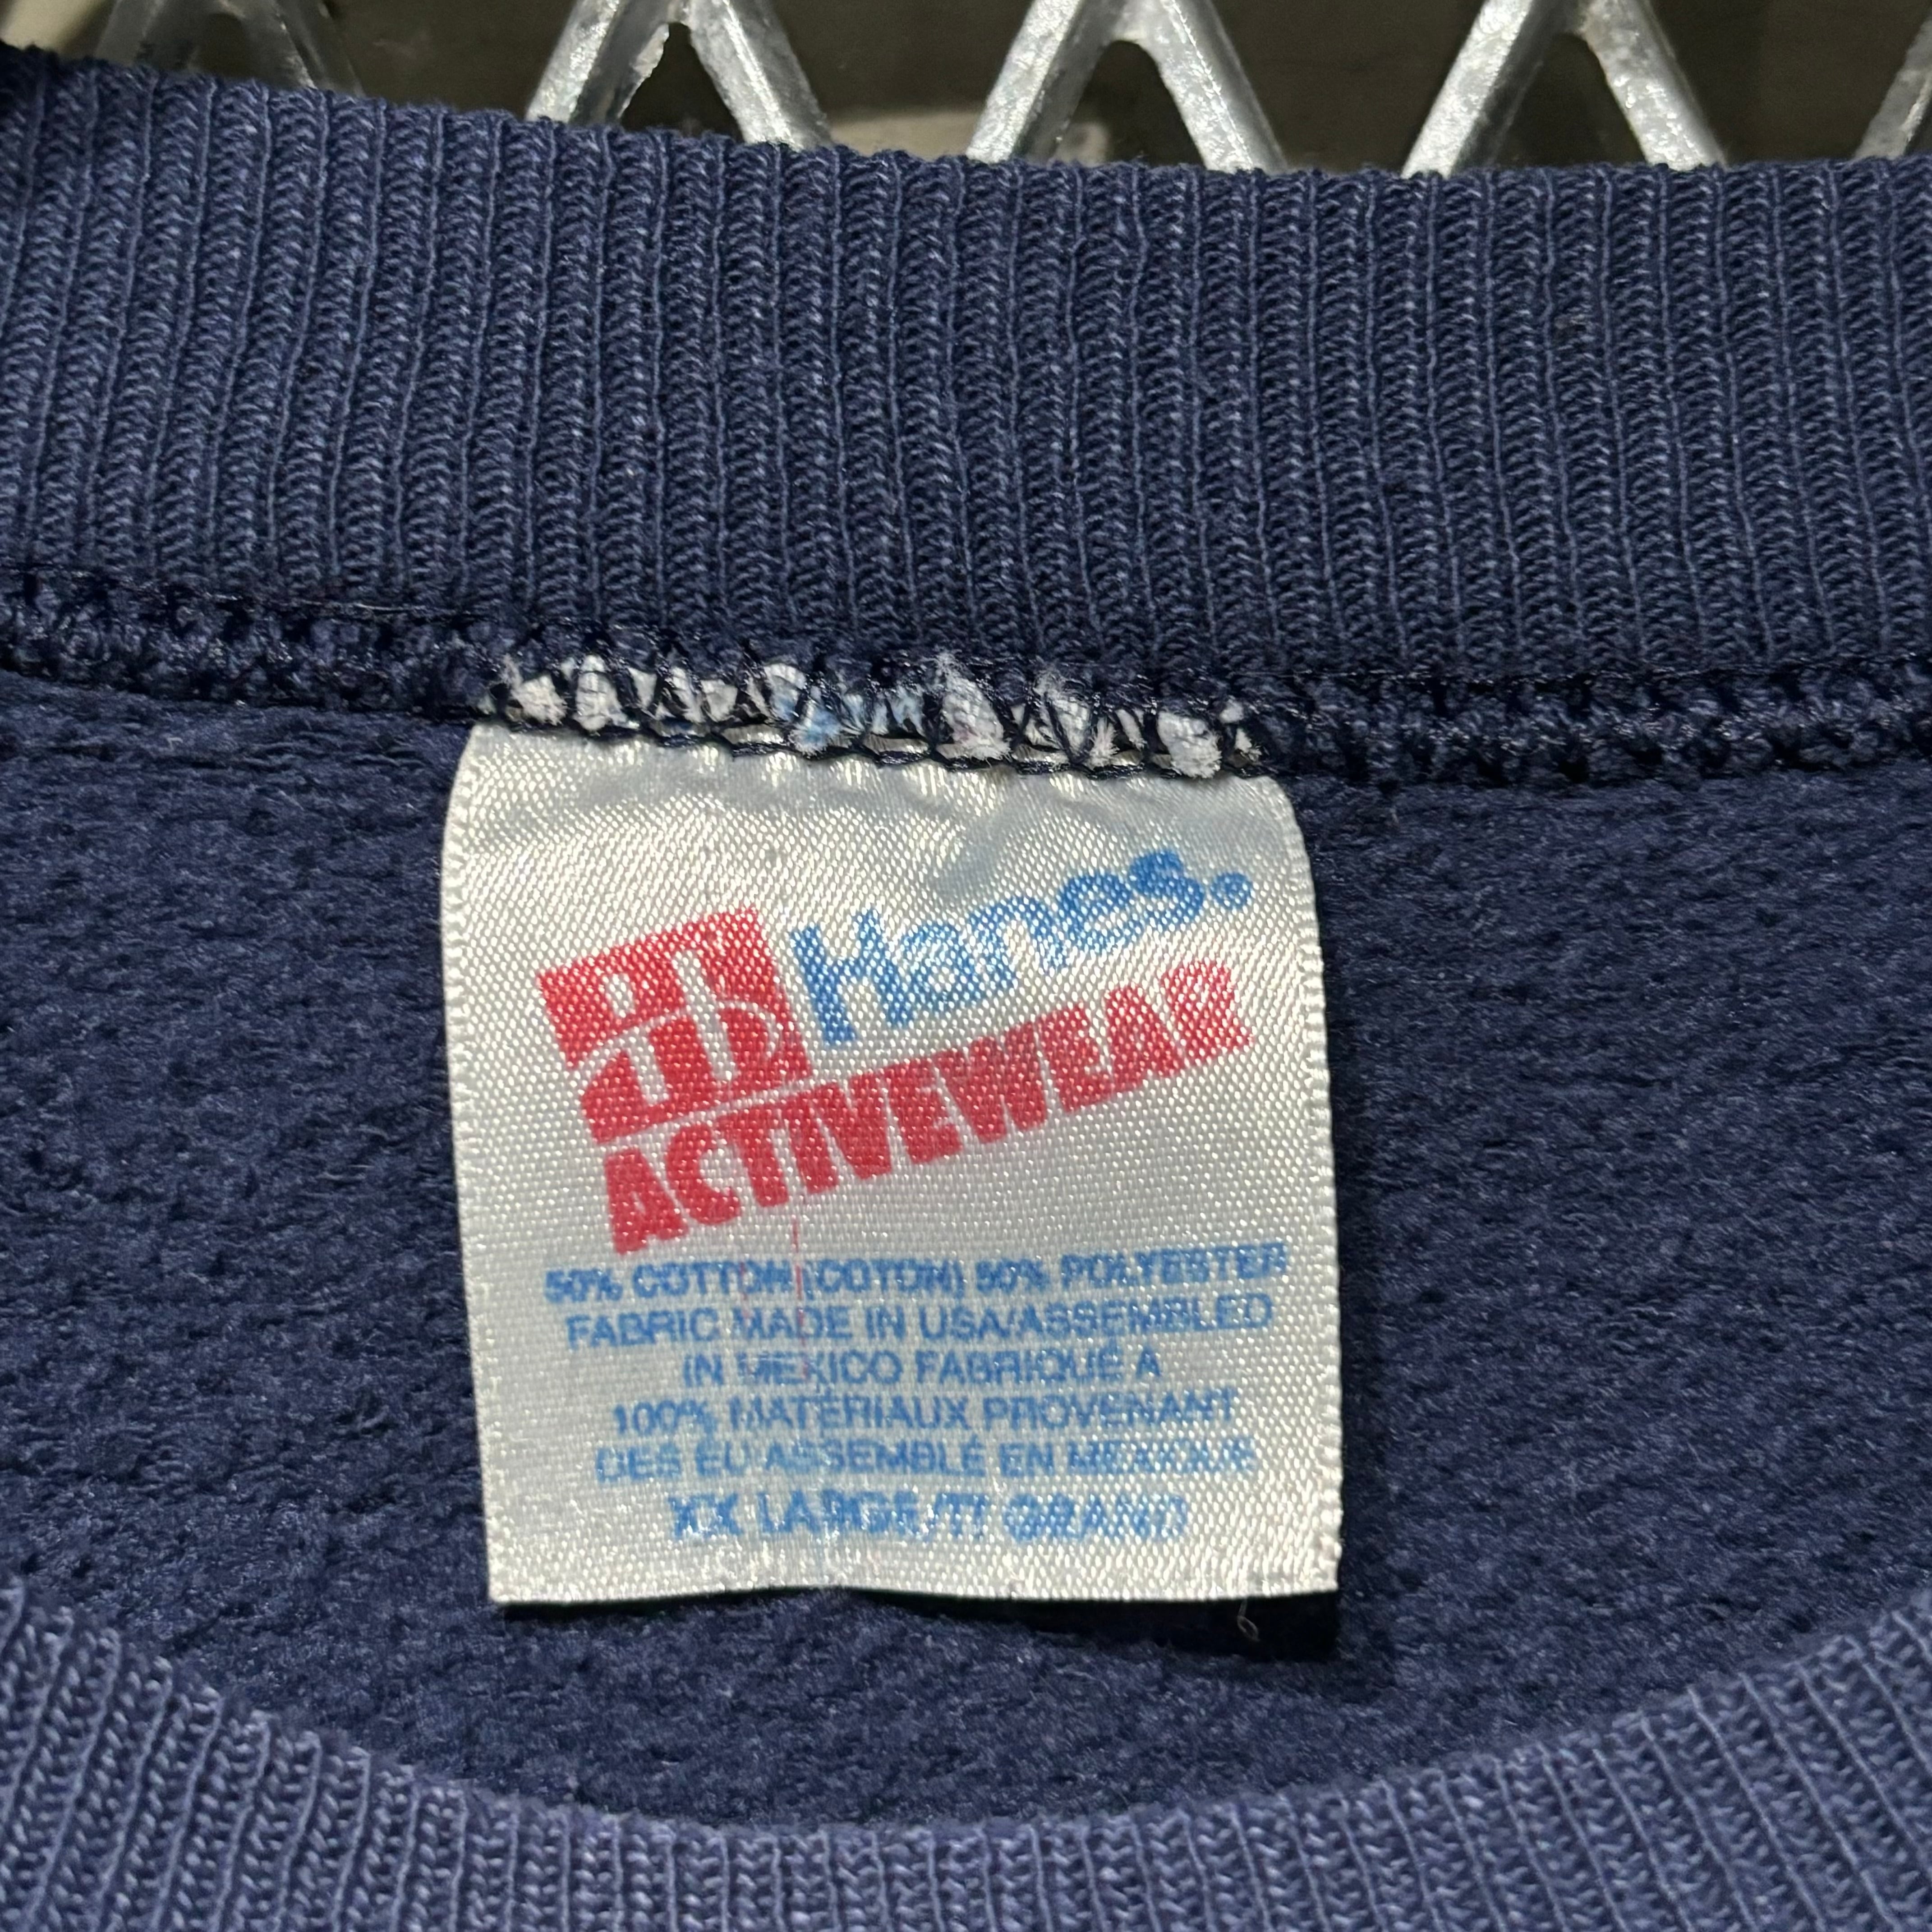 H Hanes.
ACTIVEWEAR
50% COTTON (COTON) 50% POLYESTER
FABRIC MADE IN USA/ASSEMBLED
IN MEXICO FABRIQUÉ A
100% MATÉRIAUX PROVENANT
DES ÉU ASSEMBLÉ EN MEXIQUE
XX LARGE/TT GRAND